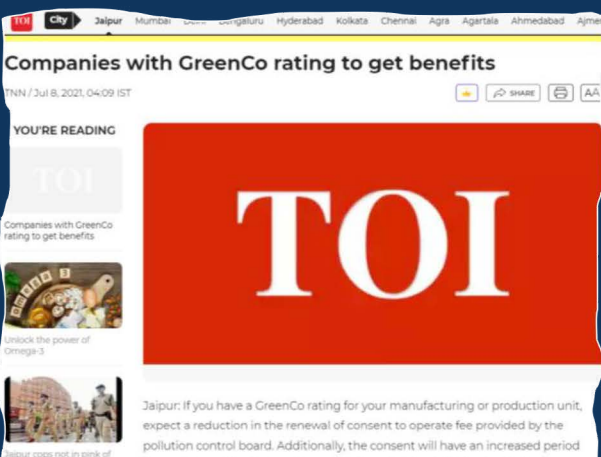 TOI City Jaipur Mumbai Bengaluru Hyderabad Kolkata Chennai Agra Agartala Ahmedabad Ajmer
Companies with GreenCo rating to get benefits
TNN / Jul 8, 2021, 04:09 IST
SHARE
AA
YOU'RE READING
TOI
Companies with GreenCo
rating to get benefits
omega 3
Unlock the power of
Omega-3
Jaipur cops not in pink of
TOI
Jaipur: If you have a GreenCo rating for your manufacturing or production unit,
expect a reduction in the renewal of consent to operate fee provided by the
pollution control board. Additionally, the consent will have an increased period